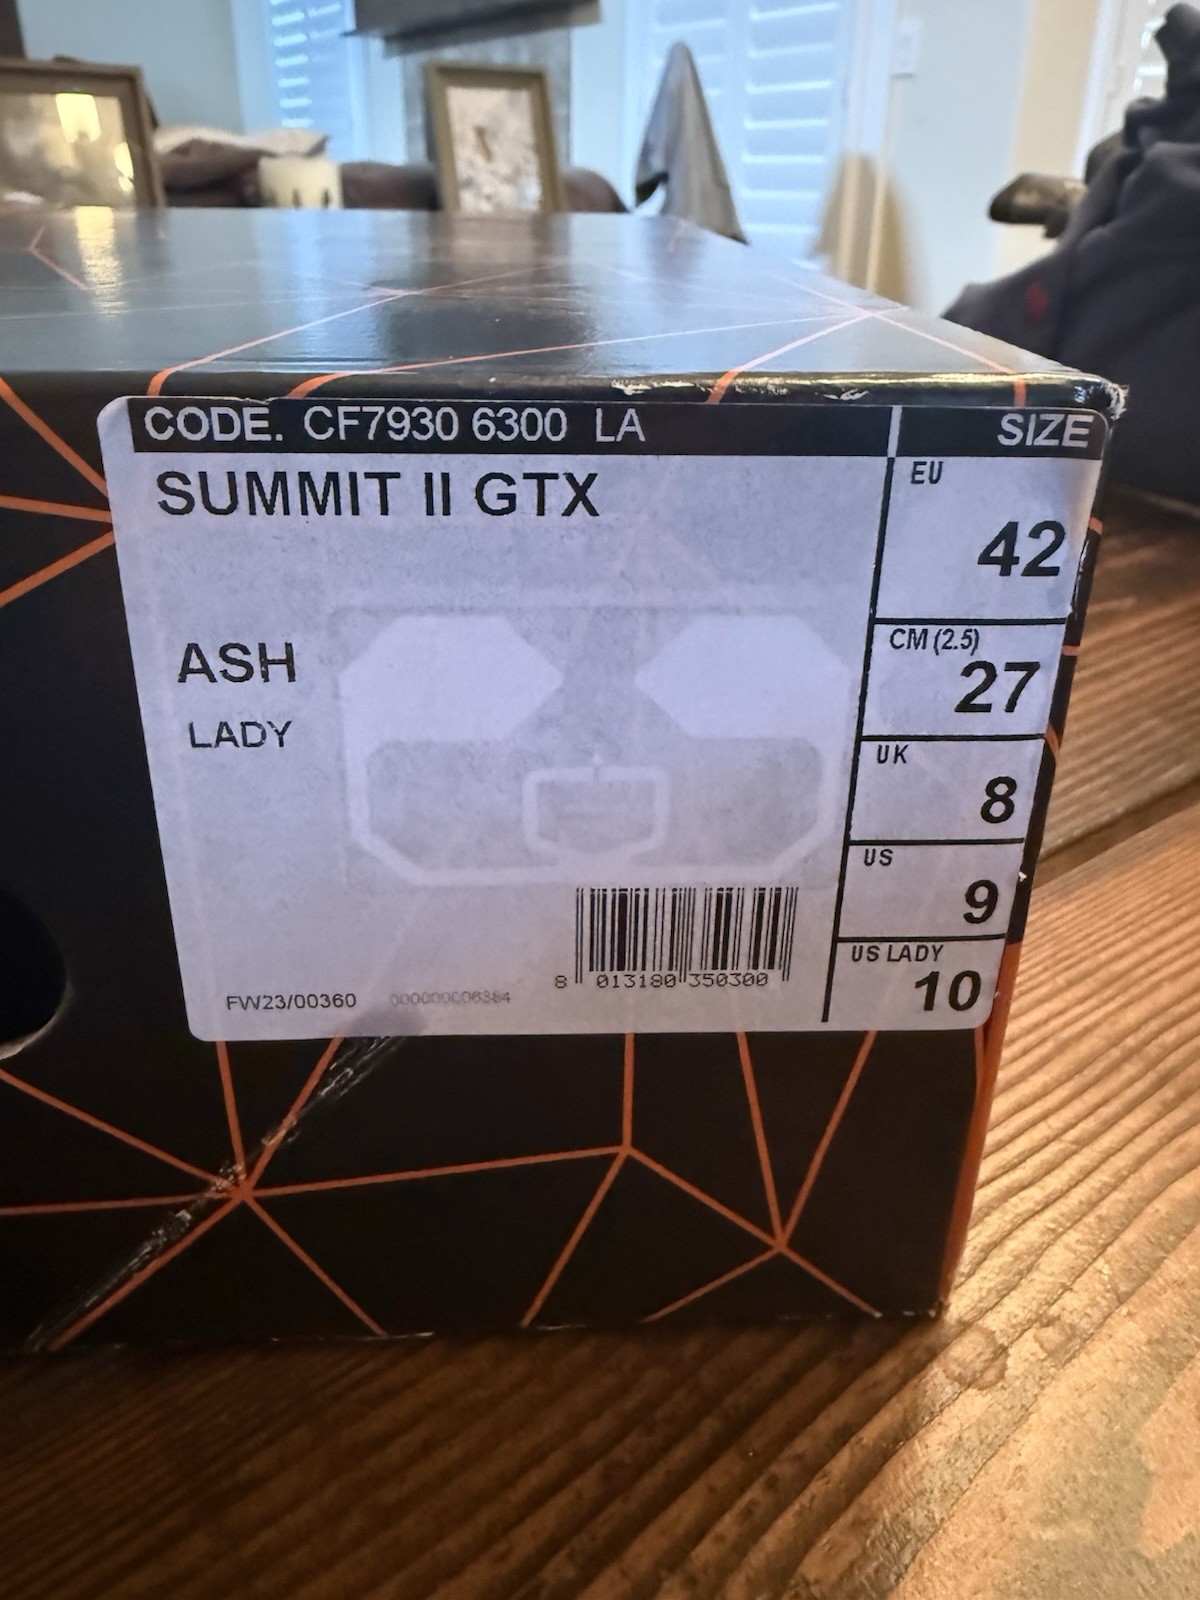 CODE. CF7930 6300 LA
SIZE
SUMMIT II GTX
EU
42
ASH
LADY
CM (2.5)
27
UK
8
US
9
US LADY
10
8 013180 350300
FW23/00360 000000006384